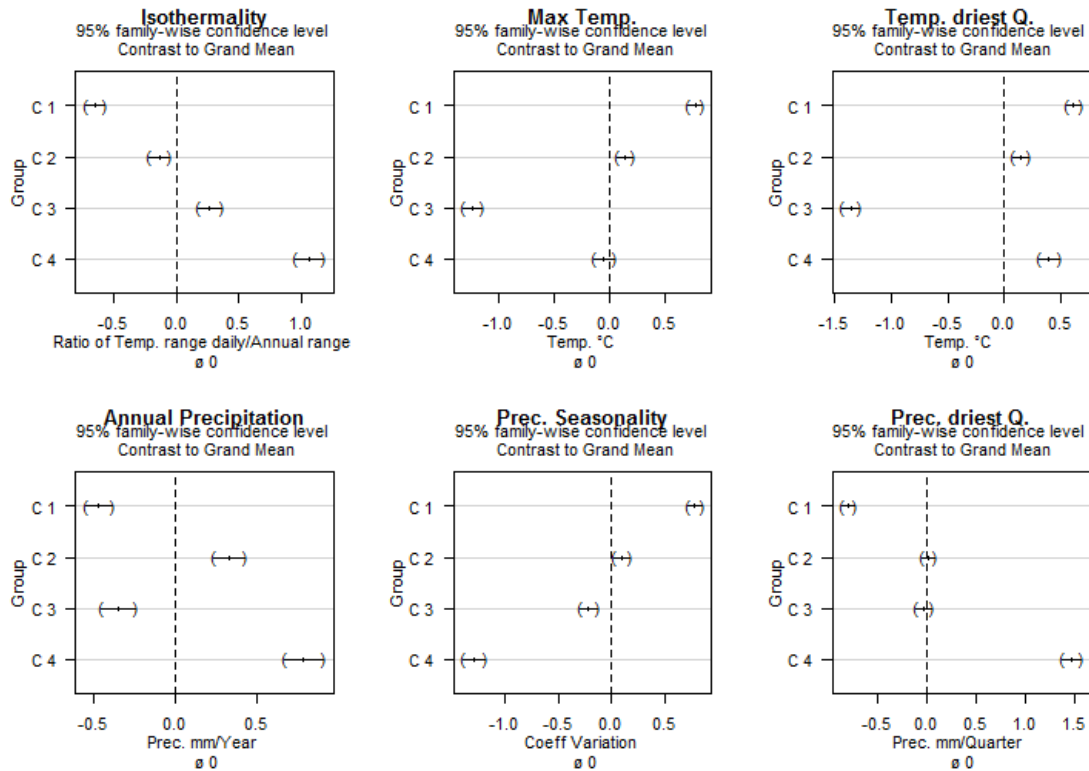 Isothermality
95% family-wise confidence level
Contrast to Grand Mean
C 1
C 2
C 3
C 4
Group
-0.5 0.0 0.5 1.0
Ratio of Temp. range daily/Annual range
ø 0
Max Temp.
95% family-wise confidence level
Contrast to Grand Mean
C 1
C 2
C 3
C 4
Group
-1.0 -0.5 0.0 0.5
Temp. °C
ø 0
Temp. driest Q.
95% family-wise confidence level
Contrast to Grand Mean
C 1
C 2
C 3
C 4
Group
-1.5 -1.0 -0.5 0.0 0.5
Temp. °C
ø 0
Annual Precipitation
95% family-wise confidence level
Contrast to Grand Mean
C 1
C 2
C 3
C 4
Group
-0.5 0.0 0.5
Prec. mm/Year
ø 0
Prec. Seasonality
95% family-wise confidence level
Contrast to Grand Mean
C 1
C 2
C 3
C 4
Group
-1.0 -0.5 0.0 0.5
Coeff Variation
ø 0
Prec. driest Q.
95% family-wise confidence level
Contrast to Grand Mean
C 1
C 2
C 3
C 4
Group
-0.5 0.0 0.5 1.0 1.5
Prec. mm/Quarter
ø 0